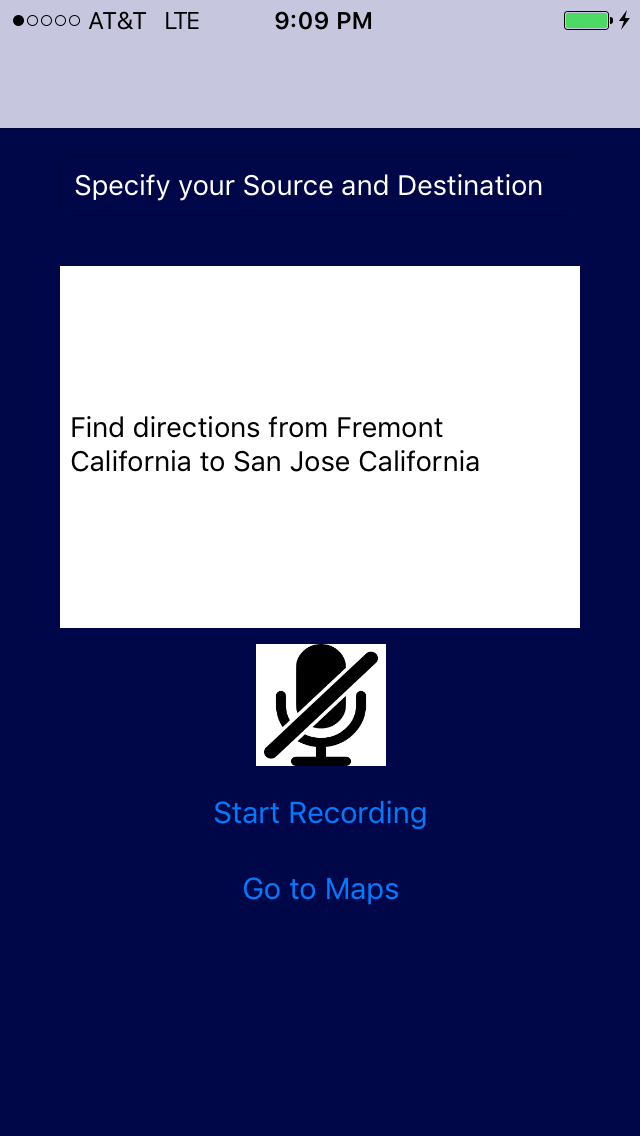 AT&T LTE 9:09 PM
Specify your Source and Destination
Find directions from Fremont
California to San Jose California
Start Recording
Go to Maps